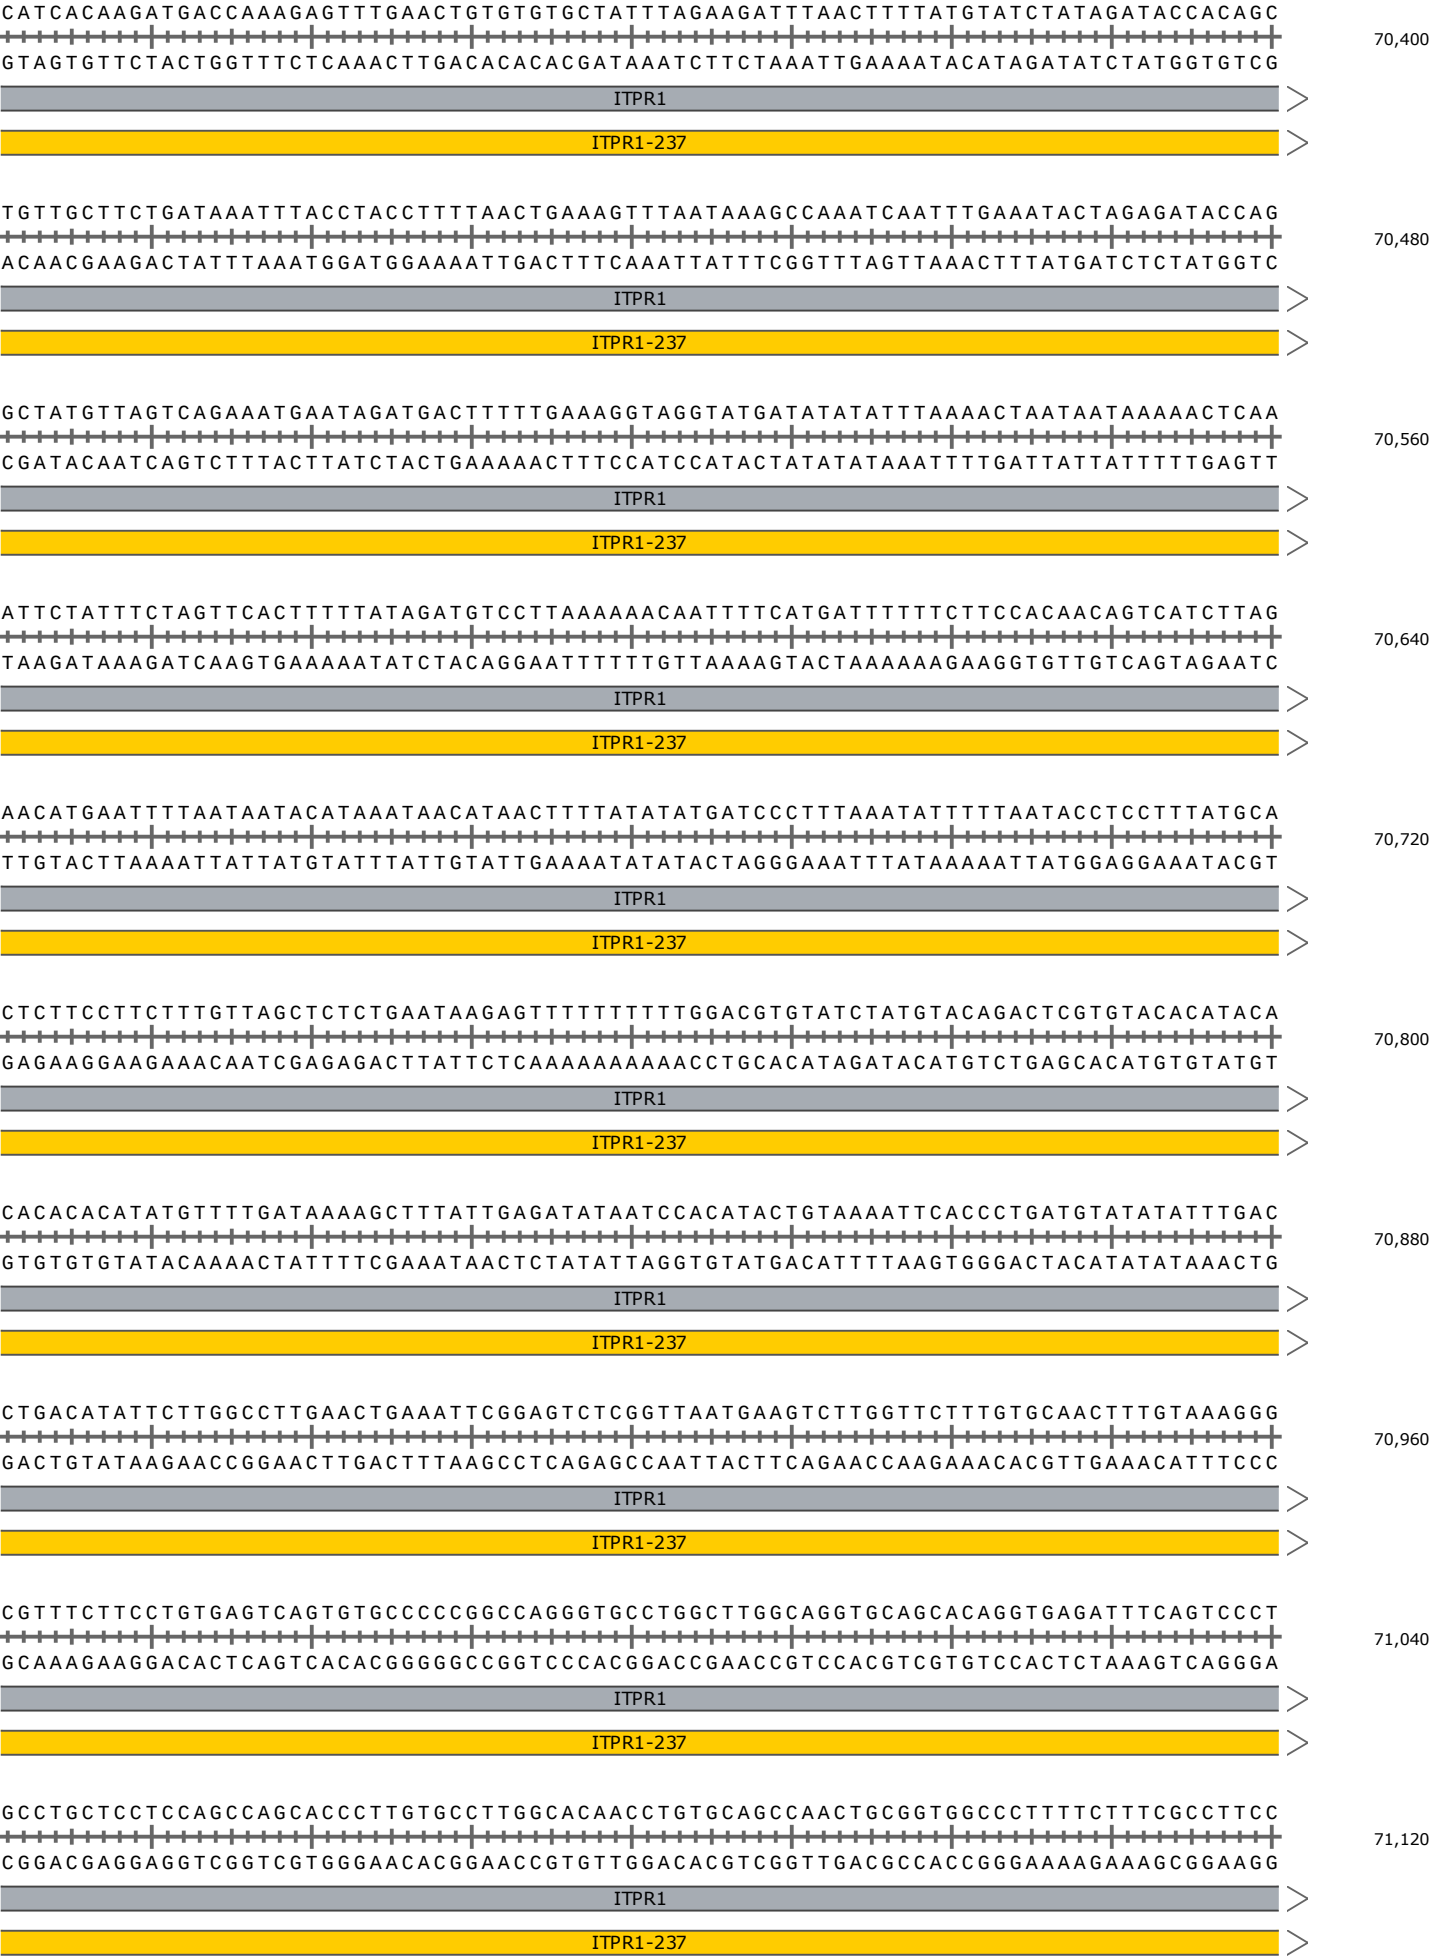 CATCACAAGATGACCAAAGAGTTTGAACTGTGTGTGCTATTTAGAAGATTTAACTTTTATGTATCTATAGATACCACAGC
70,400
GTAGTGTTCTACTGGTTTCTCAAACTTGACACACACGATAAATCTTCTAAATTGAAAATACATAGATATCTATGGTGTCG
ITPR1
ITPR1-237
TGTTGCTTCTGATAAATTTACCTACCTTTTAACTGAAAGTTTAATAAAGCCAAATCAATTTGAAATACTAGAGATACCAG
70,480
ACAACGAAGACTATTTAAATGGATGGAAAATTGACTTTCAAATTATTTCGGTTTAGTTAAACTTTATGATCTCTATGGTC
ITPR1
ITPR1-237
GCTATGTTAGTCAGAAATGAATAGATGACTTTTTGAAAGGTAGGTATGATATATATTTAAAACTAATAATAAAAACTCAA
70,560
CGATACAATCAGTCTTTACTTATCTACTGAAAAACTTTCCATCCATACTATATATAAATTTTGATTATTATTTTTGAGTT
ITPR1
ITPR1-237
ATTCTATTTCTAGTTCACTTTTTATAGATGTCCTTAAAAAACAATTTTCATGATTTTTTCTTCCACAACAGTCATCTTAG
70,640
TAAGATAAAGATCAAGTGAAAAATATCTACAGGAATTTTTTGTTAAAAGTACTAAAAAAGAAGGTGTTGTCAGTAGAATC
ITPR1
ITPR1-237
AACATGAATTTTAATAATACATAAATAACATAACTTTTATATATGATCCCTTTAAATATTTTTAATACCTCCTTTATGCA
70,720
TTGTACTTAAAATTATTATGTATTTATTGTATTGAAAATATATACTAGGGAAATTTATAAAAATTATGGAGGAAATACGT
ITPR1
ITPR1-237
CTCTTCCTTCTTTGTTAGCTCTCTGAATAAGAGTTTTTTTTTTGGACGTGTATCTATGTACAGACTCGTGTACACATACA
70,800
GAGAAGGAAGAAACAATCGAGAGACTTATTCTCAAAAAAAAAACCTGCACATAGATACATGTCTGAGCACATGTGTATGT
ITPR1
ITPR1-237
CACACACATATGTTTTGATAAAAGCTTTATTGAGATATAATCCACATACTGTAAAATTCACCCTGATGTATATATTTGAC
70,880
GTGTGTGTATACAAAACTATTTTCGAAATAACTCTATATTAGGTGTATGACATTTTAAGTGGGACTACATATATAAACTG
ITPR1
ITPR1-237
CTGACATATTCTTGGCCTTGAACTGAAATTCGGAGTCTCGGTTAATGAAGTCTTGGTTCTTTGTGCAACTTTGTAAAGGG
70,960
GACTGTATAAGAACCGGAACTTGACTTTAAGCCTCAGAGCCAATTACTTCAGAACCAAGAAACACGTTGAAACATTTCCC
ITPR1
ITPR1-237
CGTTTCTTCCTGTGAGTCAGTGTGCCCCCGGCCAGGGTGCCTGGCTTGGCAGGTGCAGCACAGGTGAGATTTCAGTCCCT
71,040
GCAAAGAAGGACACTCAGTCACACGGGGGCCGGTCCCACGGACCGAACCGTCCACGTCGTGTCCACTCTAAAGTCAGGGA
ITPR1
ITPR1-237
GCCTGCTCCTCCAGCCAGCACCCTTGTGCCTTGGCACAACCTGTGCAGCCAACTGCGGTGGCCCTTTTCTTTCGCCTTCC
71,120
CGGACGAGGAGGTCGGTCGTGGGAACACGGAACCGTGTTGGACACGTCGGTTGACGCCACCGGGAAAAGAAAGCGGAAGG
ITPR1
ITPR1-237